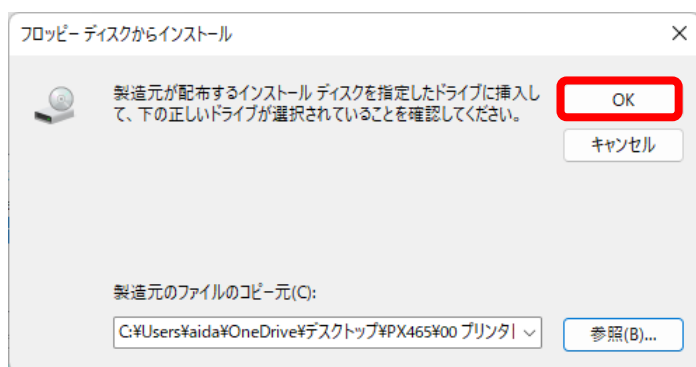 フロッピー ディスクからインストール
製造元が配布するインストール ディスクを指定したドライブに挿入し
て、下の正しいドライブが選択されていることを確認してください。
OK
キャンセル
製造元のファイルのコピー元(C):
C:¥Users¥aida¥OneDrive¥デスクトップ¥PX465¥00 プリンタ
参照(B)...